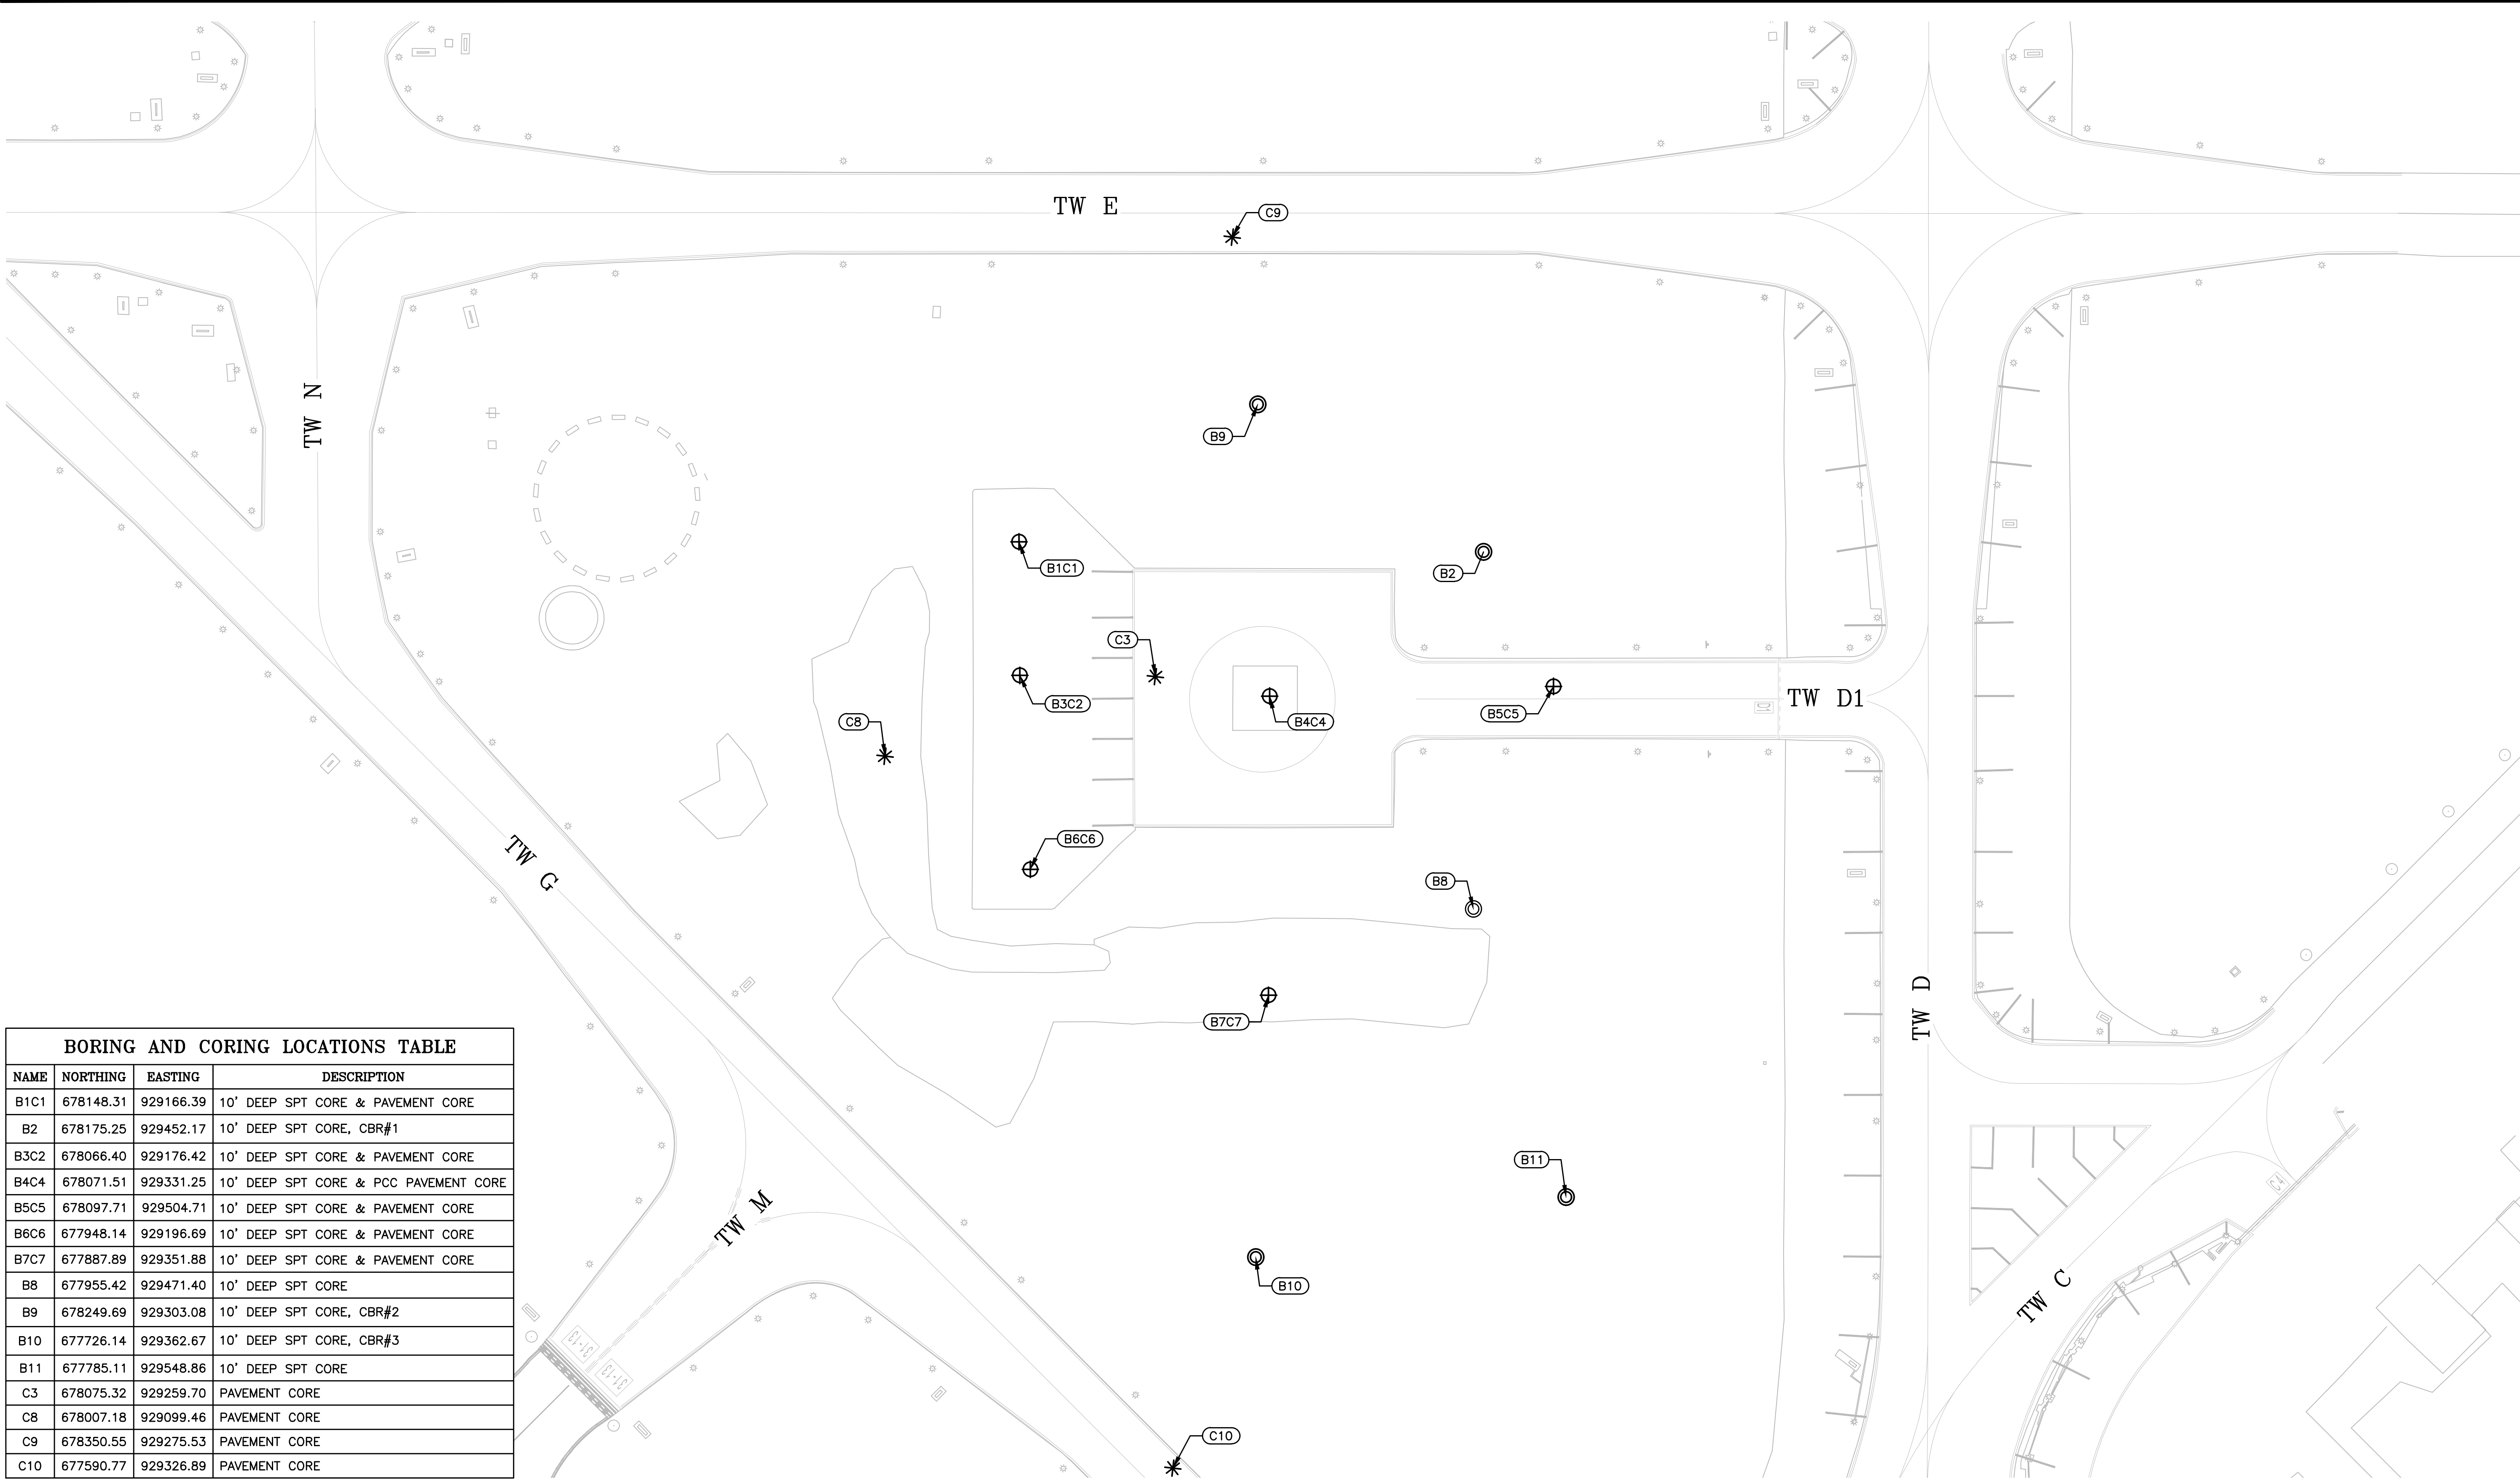 TW E
C9
TW N
B9
B1C1
B2
C3
B3C2
C8
B4C4
B5C5
TW D1
D
B6C6
TW G
B8
B7C7
TW D
B11
TW M
B10
TW C
C4
31-13
31-13
C10
BORING AND CORING LOCATIONS TABLE
NAME NORTHING EASTING DESCRIPTION
B1C1 678148.31 929166.39 10' DEEP SPT CORE & PAVEMENT CORE
B2 678175.25 929452.17 10' DEEP SPT CORE, CBR#1
B3C2 678066.40 929176.42 10' DEEP SPT CORE & PAVEMENT CORE
B4C4 678071.51 929331.25 10' DEEP SPT CORE & PCC PAVEMENT CORE
B5C5 678097.71 929504.71 10' DEEP SPT CORE & PAVEMENT CORE
B6C6 677948.14 929196.69 10' DEEP SPT CORE & PAVEMENT CORE
B7C7 677887.89 929351.88 10' DEEP SPT CORE & PAVEMENT CORE
B8 677955.42 929471.40 10' DEEP SPT CORE
B9 678249.69 929303.08 10' DEEP SPT CORE, CBR#2
B10 677726.14 929362.67 10' DEEP SPT CORE, CBR#3
B11 677785.11 929548.86 10' DEEP SPT CORE
C3 678075.32 929259.70 PAVEMENT CORE
C8 678007.18 929099.46 PAVEMENT CORE
C9 678350.55 929275.53 PAVEMENT CORE
C10 677590.77 929326.89 PAVEMENT CORE